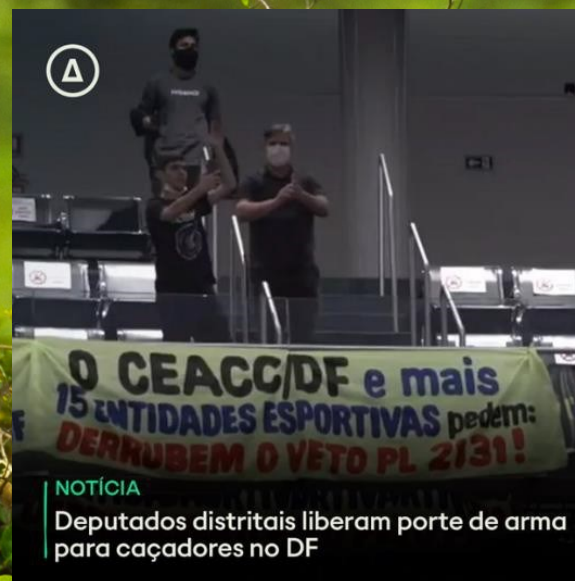 O CEACC/DF e mais
15 ENTIDADES ESPORTIVAS pedem:
DERRUBEM O VETO PL 2131!
NOTÍCIA
Deputados distritais liberam porte de arma
para caçadores no DF